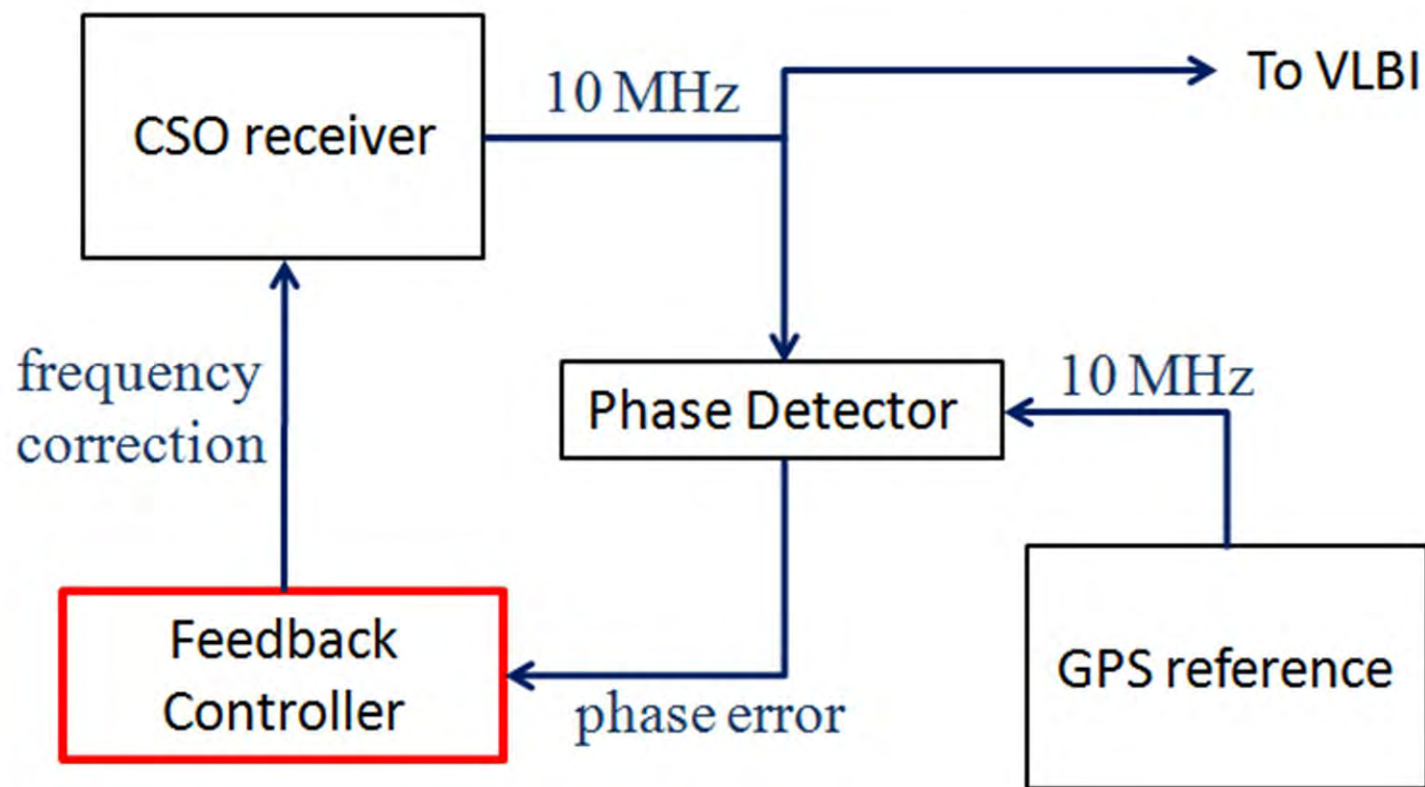 CSO receiver
10 MHz
To VLBI
frequency
correction
Phase Detector
10 MHz
Feedback
Controller
phase error
GPS reference